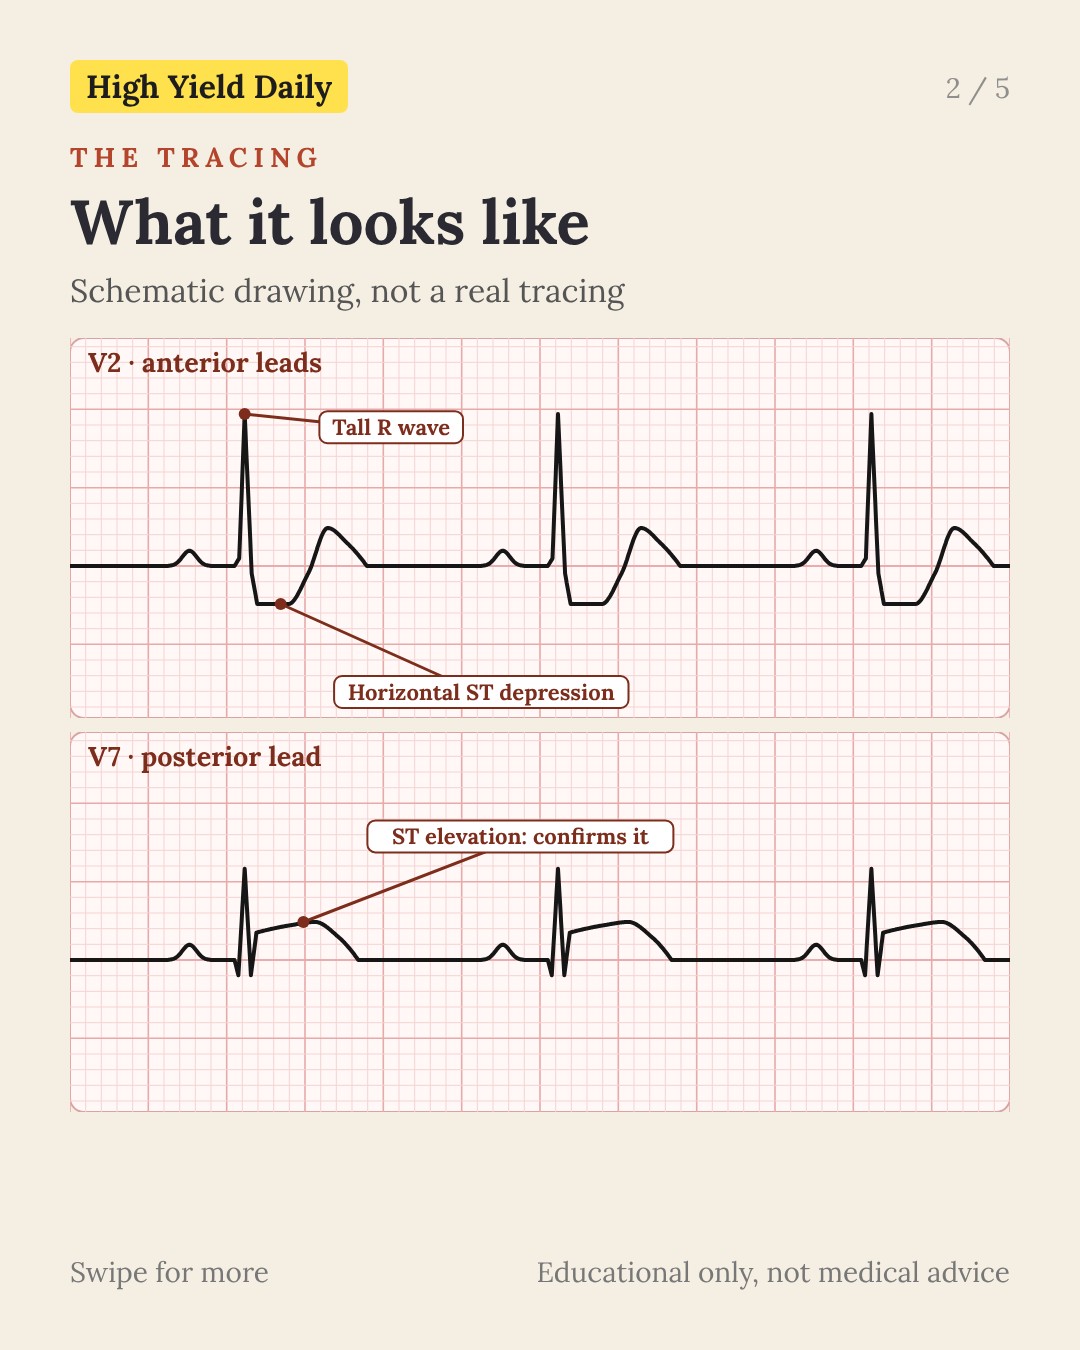 High Yield Daily
2 / 5
THE TRACING
What it looks like
Schematic drawing, not a real tracing
V2 · anterior leads
Tall R wave
Horizontal ST depression
V7 · posterior lead
ST elevation: confirms it
Swipe for more
Educational only, not medical advice